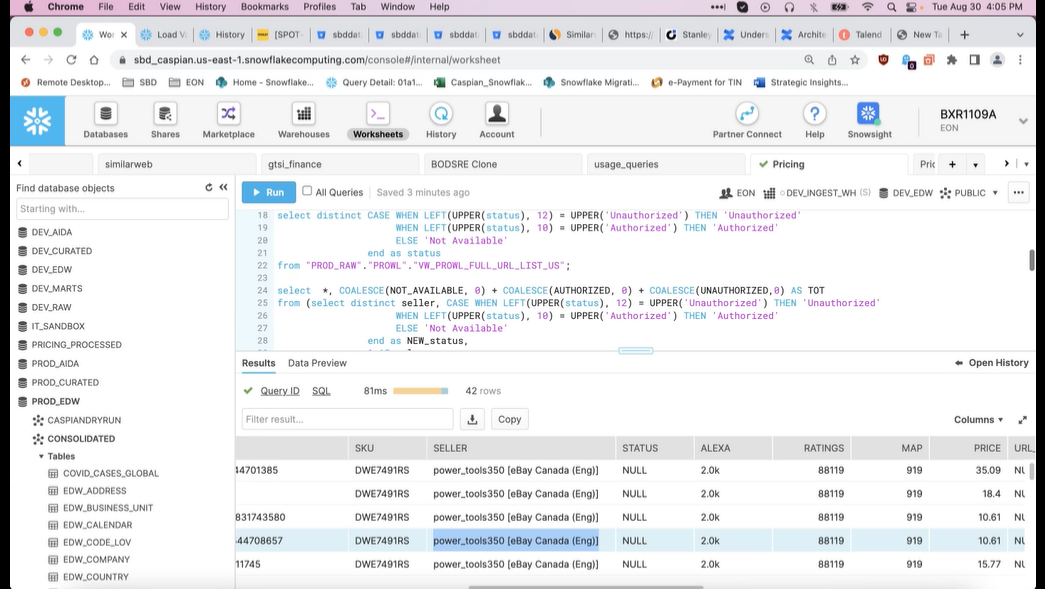 Chrome File Edit View History Bookmarks Profiles Tab Window Help Tue Aug 30 4:05 PM
Wor Load Va History [SPOT- sbddat sbddat sbddat sbddat Similar https:/ Stanley Unders Archite Talend New Ta
sbd_caspian.us-east-1.snowflakecomputing.com/console#/internal/worksheet
Remote Desktop... SBD EON Home - Snowflake... Query Detail: 01a1... Caspian_Snowflak... Snowflake Migrati... e-Payment for TIN Strategic Insights...
Databases Shares Marketplace Warehouses Worksheets History Account Partner Connect Help Snowsight
BXR1109A
EON
similarweb gtsi_finance BODSRE Clone usage_queries Pricing Pric
Find database objects
Starting with...
DEV_AIDA
DEV_CURATED
DEV_EDW
DEV_MARTS
DEV_RAW
IT_SANDBOX
PRICING_PROCESSED
PROD_AIDA
PROD_CURATED
PROD_EDW
CASPIANDRYRUN
CONSOLIDATED
Tables
COVID_CASES_GLOBAL
EDW_ADDRESS
EDW_BUSINESS_UNIT
EDW_CALENDAR
EDW_CODE_LOV
EDW_COMPANY
EDW_COUNTRY
Run All Queries Saved 3 minutes ago EON DEV_INGEST_WH (S) DEV_EDW PUBLIC
18 select distinct CASE WHEN LEFT(UPPER(status), 12) = UPPER('Unauthorized') THEN 'Unauthorized'
19 WHEN LEFT(UPPER(status), 10) = UPPER('Authorized') THEN 'Authorized'
20 ELSE 'Not Available'
21 end as status
22 from "PROD_RAW"."PROWL"."VW_PROWL_FULL_URL_LIST_US";
23
24 select *, COALESCE(NOT_AVAILABLE, 0) + COALESCE(AUTHORIZED, 0) + COALESCE(UNAUTHORIZED,0) AS TOT
25 from (select distinct seller, CASE WHEN LEFT(UPPER(status), 12) = UPPER('Unauthorized') THEN 'Unauthorized'
26 WHEN LEFT(UPPER(status), 10) = UPPER('Authorized') THEN 'Authorized'
27 ELSE 'Not Available'
28 end as NEW_status,
Results Data Preview Open History
Query ID SQL 81ms 42 rows
Filter result... Copy Columns
SKU SELLER STATUS ALEXA RATINGS MAP PRICE URL_
44701385 DWE7491RS power_tools350 [eBay Canada (Eng)] NULL 2.0k 88119 919 35.09 NU
DWE7491RS power_tools350 [eBay Canada (Eng)] NULL 2.0k 88119 919 18.4 NU
831743580 DWE7491RS power_tools350 [eBay Canada (Eng)] NULL 2.0k 88119 919 10.61 NU
44708657 DWE7491RS power_tools350 [eBay Canada (Eng)] NULL 2.0k 88119 919 10.61 NU
11745 DWE7491RS power_tools350 [eBay Canada (Eng)] NULL 2.0k 88119 919 15.77 NU